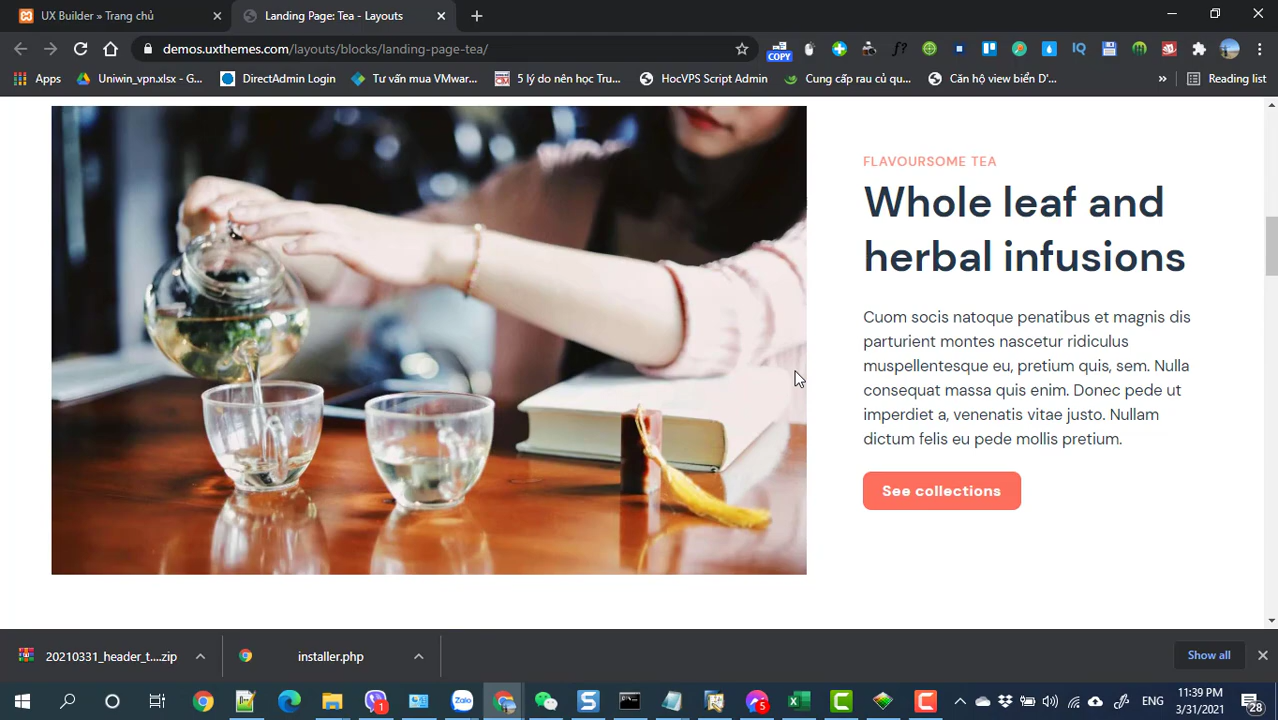 UX Builder » Trang chủ
Landing Page: Tea - Layouts
demos.uxthemes.com/layouts/blocks/landing-page-tea/
COPY
f?
IQ
Apps
Uniwin_vpn.xlsx - G...
DirectAdmin Login
Tư vấn mua VMwar...
5 lý do nên học Tru...
HocVPS Script Admin
Cung cấp rau củ qu...
Căn hộ view biển D'...
»
Reading list
FLAVOURSOME TEA
Whole leaf and
herbal infusions
Cuom socis natoque penatibus et magnis dis
parturient montes nascetur ridiculus
muspellentesque eu, pretium quis, sem. Nulla
consequat massa quis enim. Donec pede ut
imperdiet a, venenatis vitae justo. Nullam
dictum felis eu pede mollis pretium.
See collections
20210331_header_t....zip
installer.php
Show all
1
Zalo
S
5
C
C
ENG
11:39 PM
3/31/2021
28